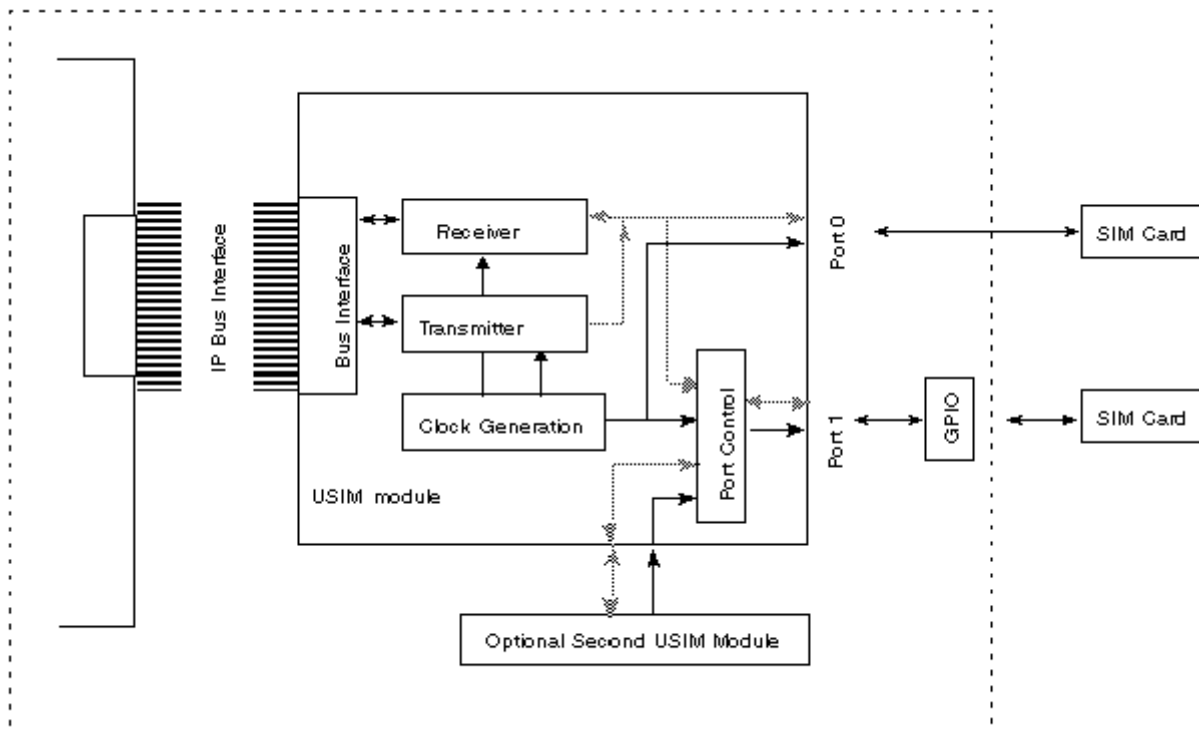 IP Bus Interface
Bus Interface
Receiver
Transmitter
Clock Generation
USIM module
Port Control
Port 0
Port 1
GPIO
SIM Card
SIM Card
Optional Second USIM Module